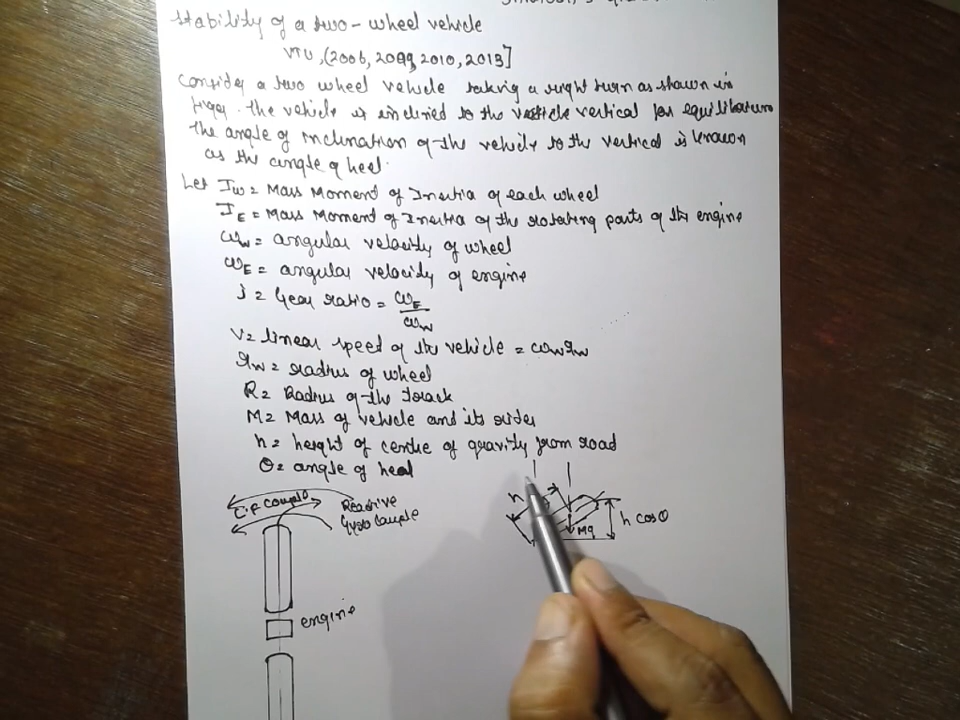 Stability of a two-wheel vehicle
VTU, (2006, 2009, 2010, 2013]
Consider a two wheel vehicle taking a right turn as shown in
fig. The vehicle is inclined to the vertical for equilibrium
The angle of inclination of the vehicle to the vertical is known
as the angle of heel.
Let Iw = Mass Moment of Inertia of each wheel
IE = Mass Moment of Inertia of the rotating parts of the engine
ωw = angular velocity of wheel
ωE = angular velocity of engine
i = Gear ratio = ωE/ωw
V = linear speed of the vehicle = ωw rw
rw = radius of wheel
R = Radius of the track
M = Mass of vehicle and its rider
h = height of centre of gravity from road
θ = angle of heal
C.F couple
Reactive
Gyro couple
engine
h
Mg
h cosθ